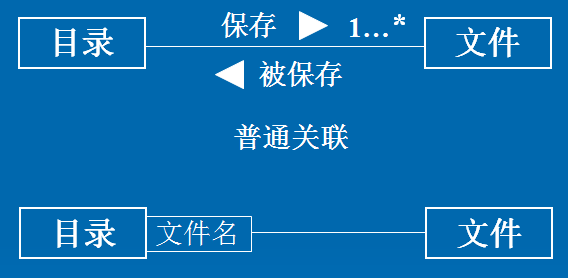 目录 保存 1...* 文件
被保存
普通关联
目录 文件名 文件